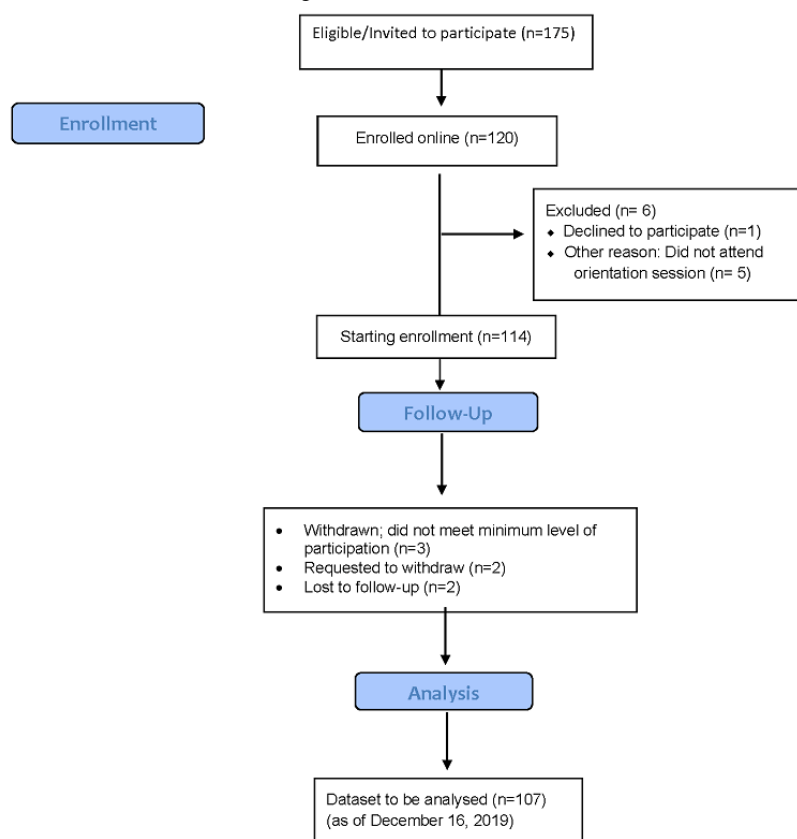 Eligible/Invited to participate (n=175)
Enrollment
Enrolled online (n=120)
Excluded (n= 6)
⬥ Declined to participate (n=1)
⬥ Other reason: Did not attend
orientation session (n= 5)
Starting enrollment (n=114)
Follow-Up
• Withdrawn; did not meet minimum level of
participation (n=3)
• Requested to withdraw (n=2)
• Lost to follow-up (n=2)
Analysis
Dataset to be analysed (n=107)
(as of December 16, 2019)